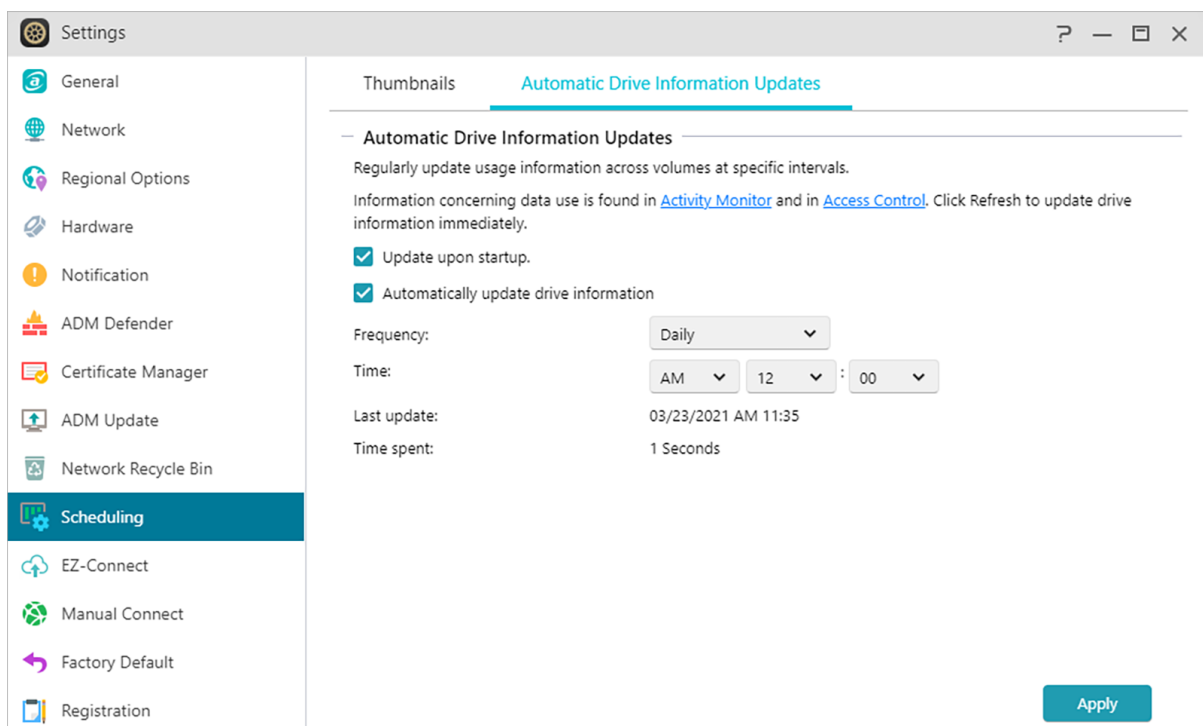 Settings
General
Network
Regional Options
Hardware
Notification
ADM Defender
Certificate Manager
ADM Update
Network Recycle Bin
Scheduling
EZ-Connect
Manual Connect
Factory Default
Registration
Thumbnails
Automatic Drive Information Updates
Automatic Drive Information Updates
Regularly update usage information across volumes at specific intervals.
Information concerning data use is found in Activity Monitor and in Access Control. Click Refresh to update drive
information immediately.
Update upon startup.
Automatically update drive information
Frequency: Daily
Time: AM 12 : 00
Last update: 03/23/2021 AM 11:35
Time spent: 1 Seconds
Apply